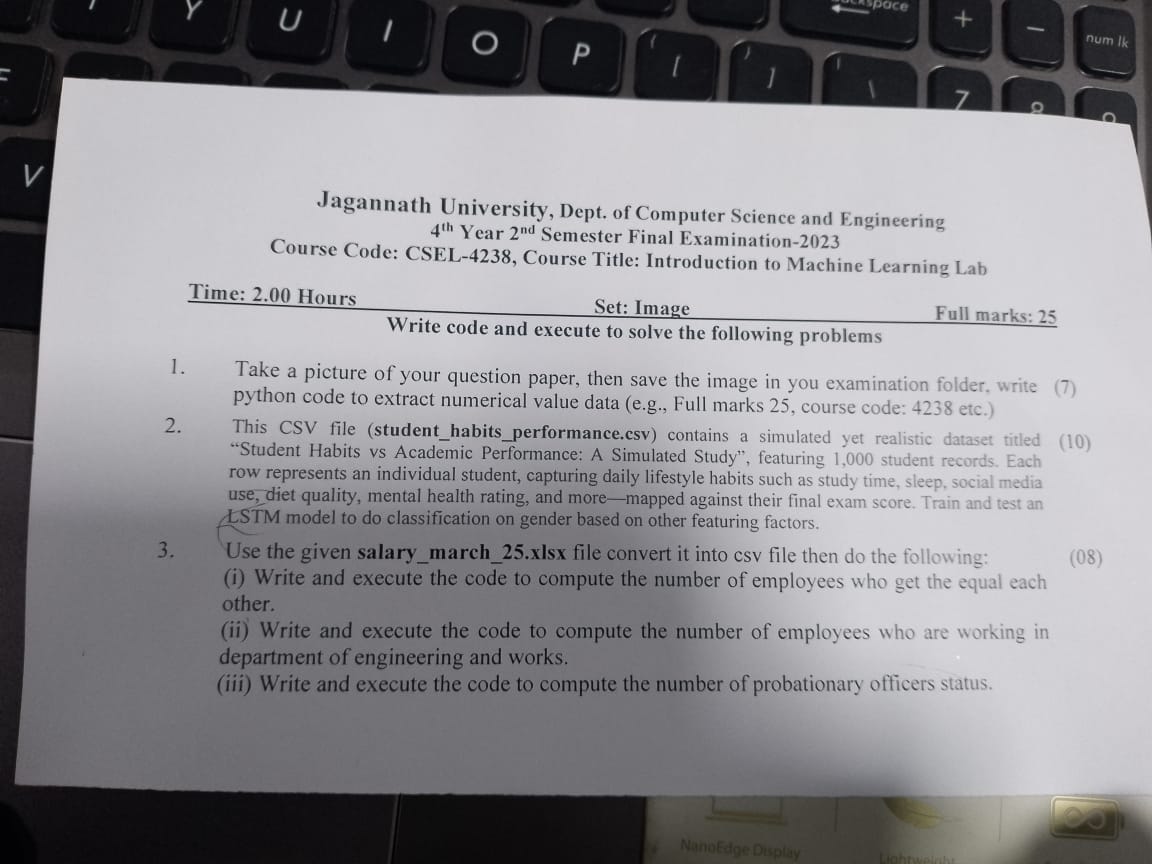 Y U I O P [ ] \ + - num lk
7 8 9
V
Jagannath University, Dept. of Computer Science and Engineering
4th Year 2nd Semester Final Examination-2023
Course Code: CSEL-4238, Course Title: Introduction to Machine Learning Lab
Time: 2.00 Hours Set: Image Full marks: 25
Write code and execute to solve the following problems
1. Take a picture of your question paper, then save the image in you examination folder, write (7)
python code to extract numerical value data (e.g., Full marks 25, course code: 4238 etc.)
2. This CSV file (student_habits_performance.csv) contains a simulated yet realistic dataset titled (10)
“Student Habits vs Academic Performance: A Simulated Study”, featuring 1,000 student records. Each
row represents an individual student, capturing daily lifestyle habits such as study time, sleep, social media
use, diet quality, mental health rating, and more—mapped against their final exam score. Train and test an
LSTM model to do classification on gender based on other featuring factors.
3. Use the given salary_march_25.xlsx file convert it into csv file then do the following: (08)
(i) Write and execute the code to compute the number of employees who get the equal each
other.
(ii) Write and execute the code to compute the number of employees who are working in
department of engineering and works.
(iii) Write and execute the code to compute the number of probationary officers status.
NanoEdge Display Lightweight